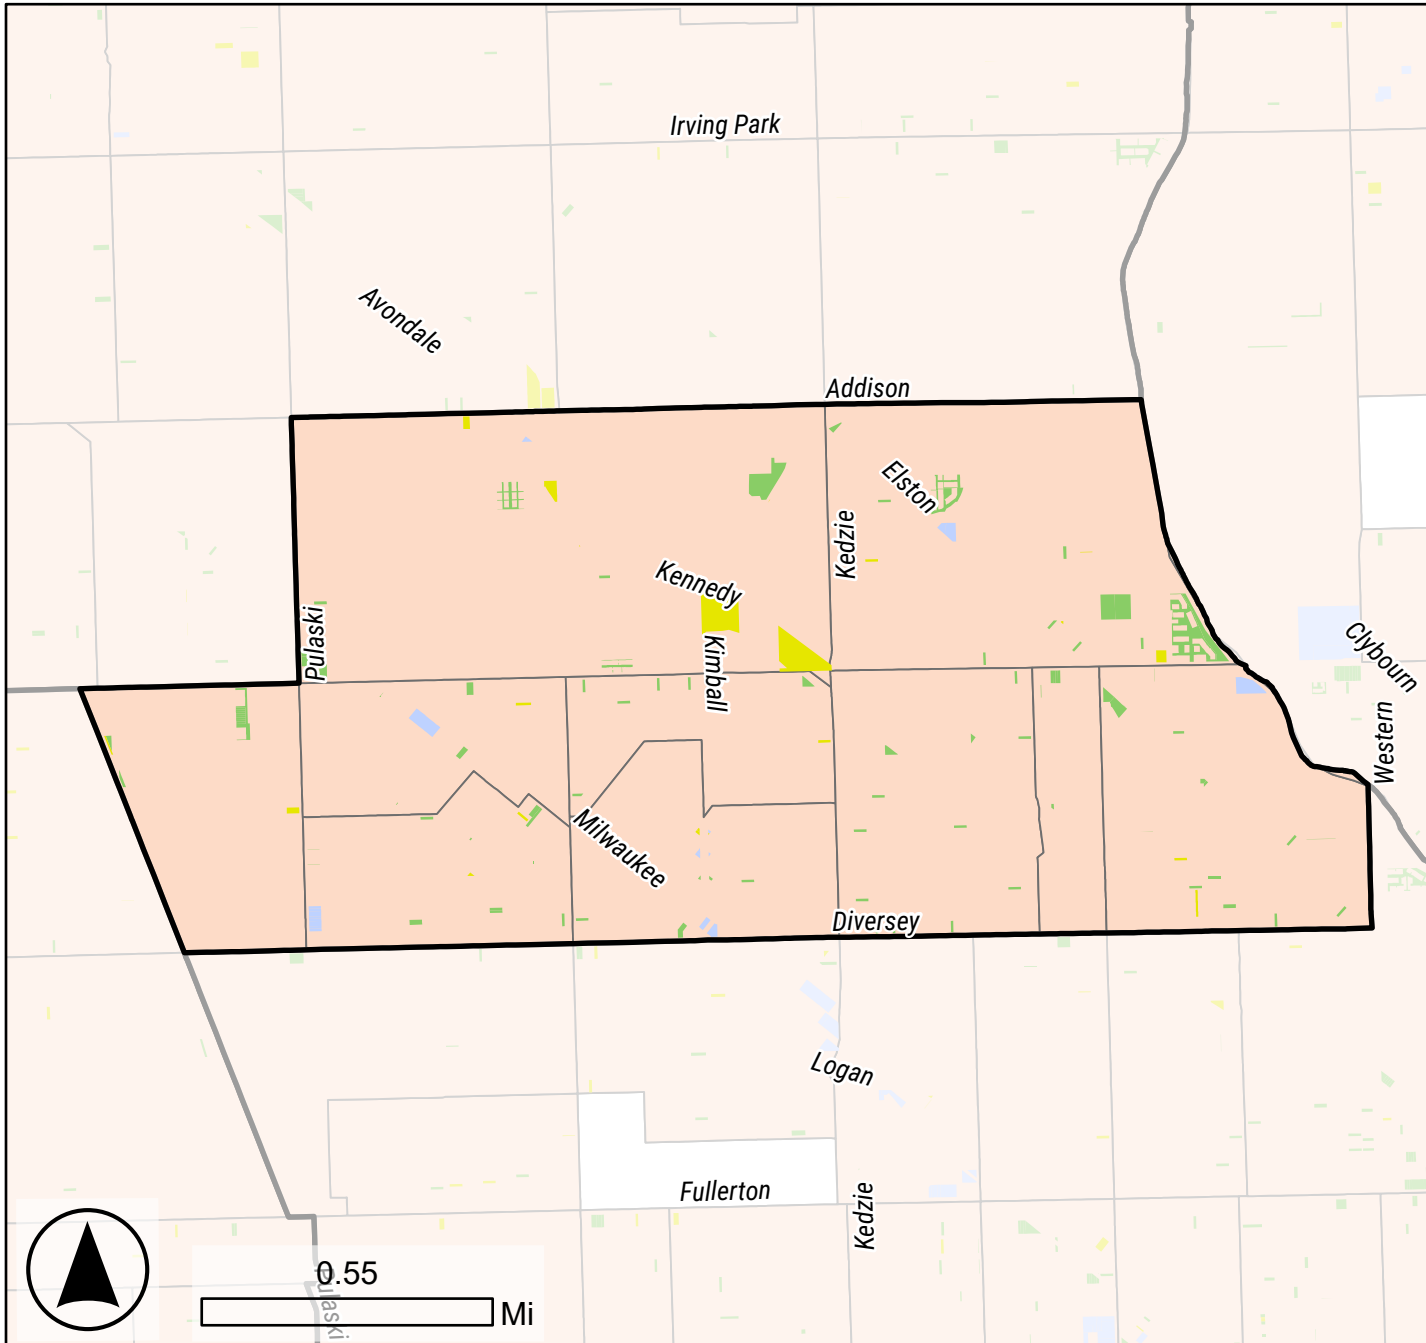 Irving Park
Avondale
Addison
Elston
Kedzie
Kennedy
Pulaski
Kimball
Clybourn
Western
Milwaukee
Diversey
Logan
Fullerton
Kedzie
0.55
Mi
Pulaski